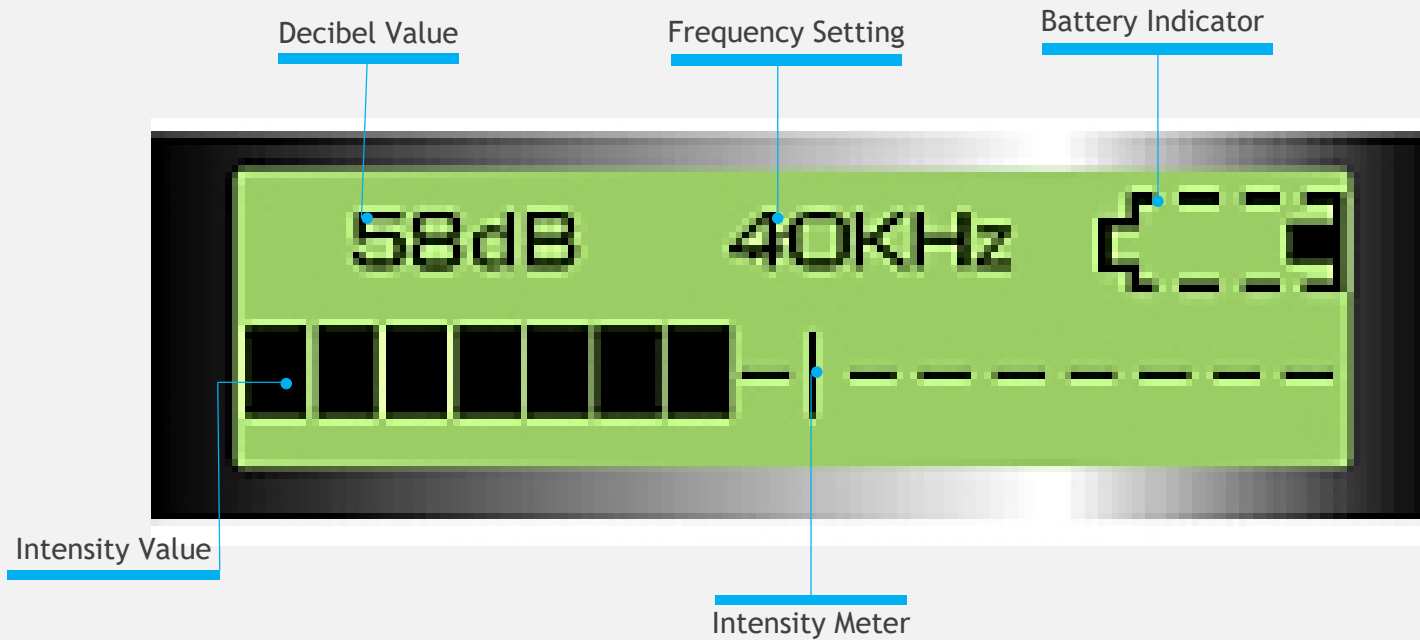 Decibel Value
Frequency Setting
Battery Indicator
58dB
40KHz
Intensity Value
Intensity Meter